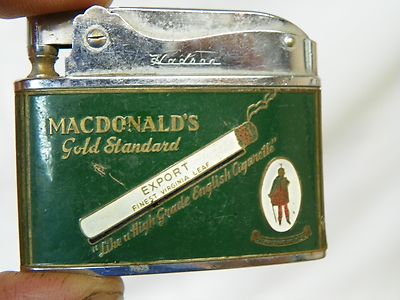 Hadson
MACDONALD'S
Gold Standard
EXPORT
FINEST VIRGINIA LEAF
"Like a High Grade English Cigarette"